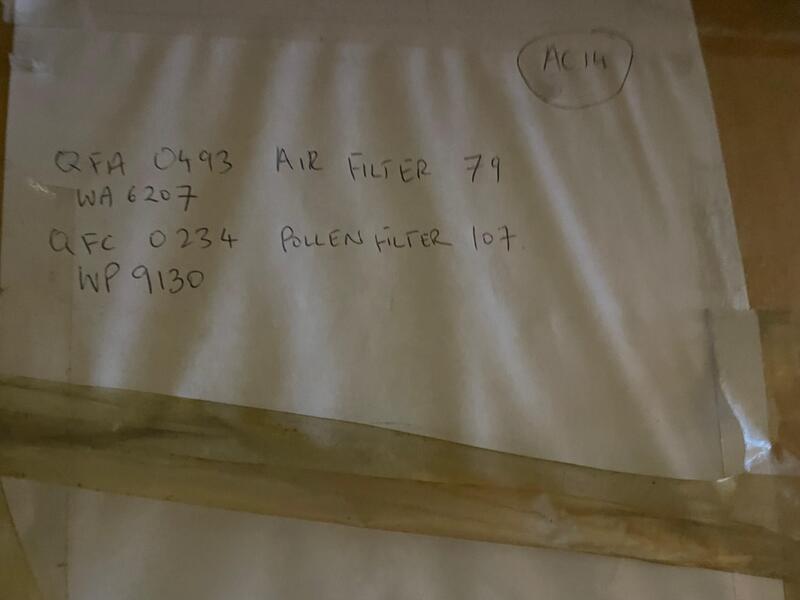 AC14
QFA 0493 AIR FILTER 79
WA 6207
QFC 0234 POLLEN FILTER 107
WP 9130